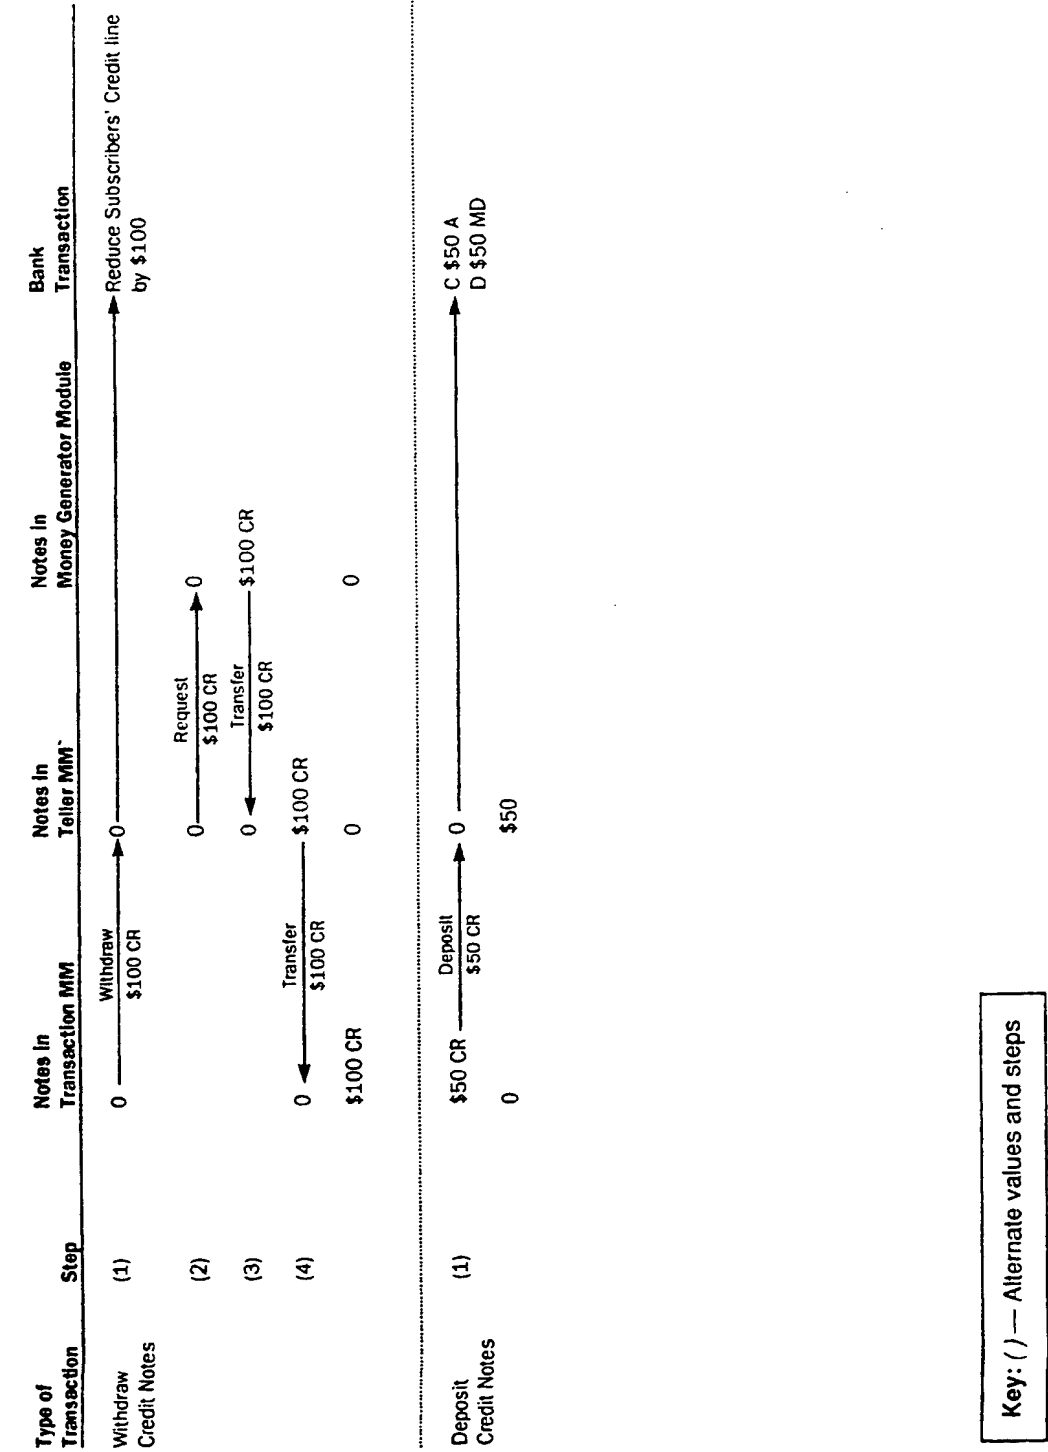 Type of
Transaction
Step
Notes in
Transaction MM
Notes in
Teller MM`
Notes in
Money Generator Module
Bank
Transaction
Withdraw
Credit Notes
(1)
0
Withdraw
$100 CR
0
Reduce Subscribers' Credit line
by $100
(2)
0
Request
$100 CR
0
(3)
0
Transfer
$100 CR
$100 CR
(4)
0
Transfer
$100 CR
$100 CR
$100 CR
0
0
Deposit
Credit Notes
(1)
$50 CR
Deposit
$50 CR
0
C $50 A
D $50 MD
0
$50
Key: ( ) — Alternate values and steps